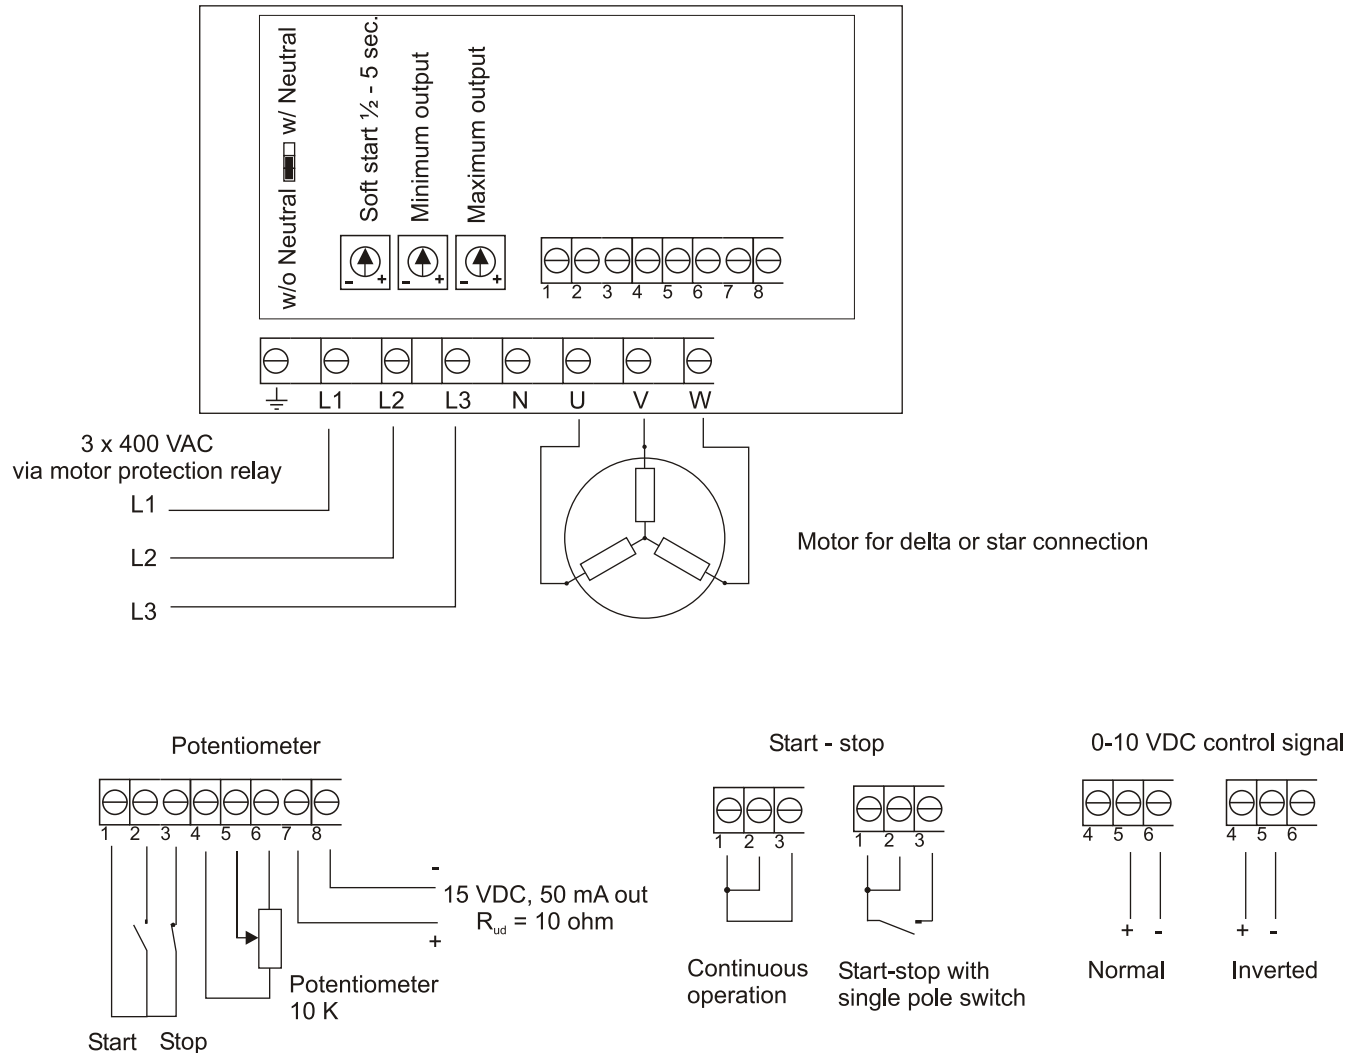 w/o Neutral w/ Neutral
Soft start ½ - 5 sec.
Minimum output
Maximum output
- + - + - +
1 2 3 4 5 6 7 8
L1 L2 L3 N U V W
3 x 400 VAC
via motor protection relay
L1
L2
L3
Motor for delta or star connection
Potentiometer
1 2 3 4 5 6 7 8
-
15 VDC, 50 mA out
Rud = 10 ohm
+
Potentiometer
10 K
Start Stop
Start - stop
1 2 3
Continuous
operation
1 2 3
Start-stop with
single pole switch
0-10 VDC control signal
4 5 6
+ -
Normal
4 5 6
+ -
Inverted